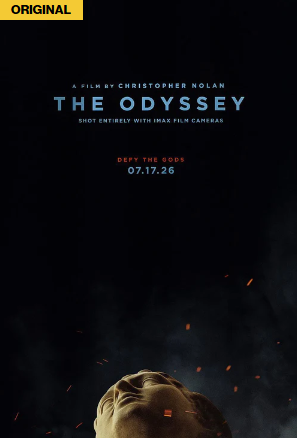 ORIGINAL
A FILM BY CHRISTOPHER NOLAN
THE ODYSSEY
SHOT ENTIRELY WITH IMAX FILM CAMERAS
DEFY THE GODS
07.17.26